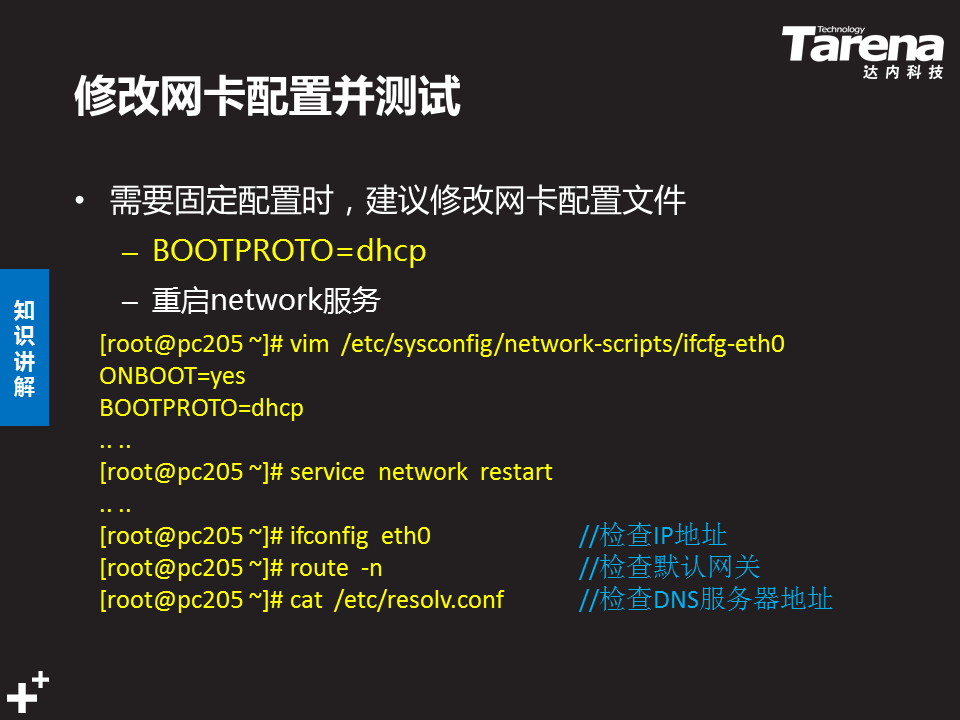 Technology
Tarena
达内科技
修改网卡配置并测试
• 需要固定配置时，建议修改网卡配置文件
– BOOTPROTO=dhcp
– 重启network服务
知识讲解
[root@pc205 ~]# vim /etc/sysconfig/network-scripts/ifcfg-eth0
ONBOOT=yes
BOOTPROTO=dhcp
.. ..
[root@pc205 ~]# service network restart
.. ..
[root@pc205 ~]# ifconfig eth0 //检查IP地址
[root@pc205 ~]# route -n //检查默认网关
[root@pc205 ~]# cat /etc/resolv.conf //检查DNS服务器地址